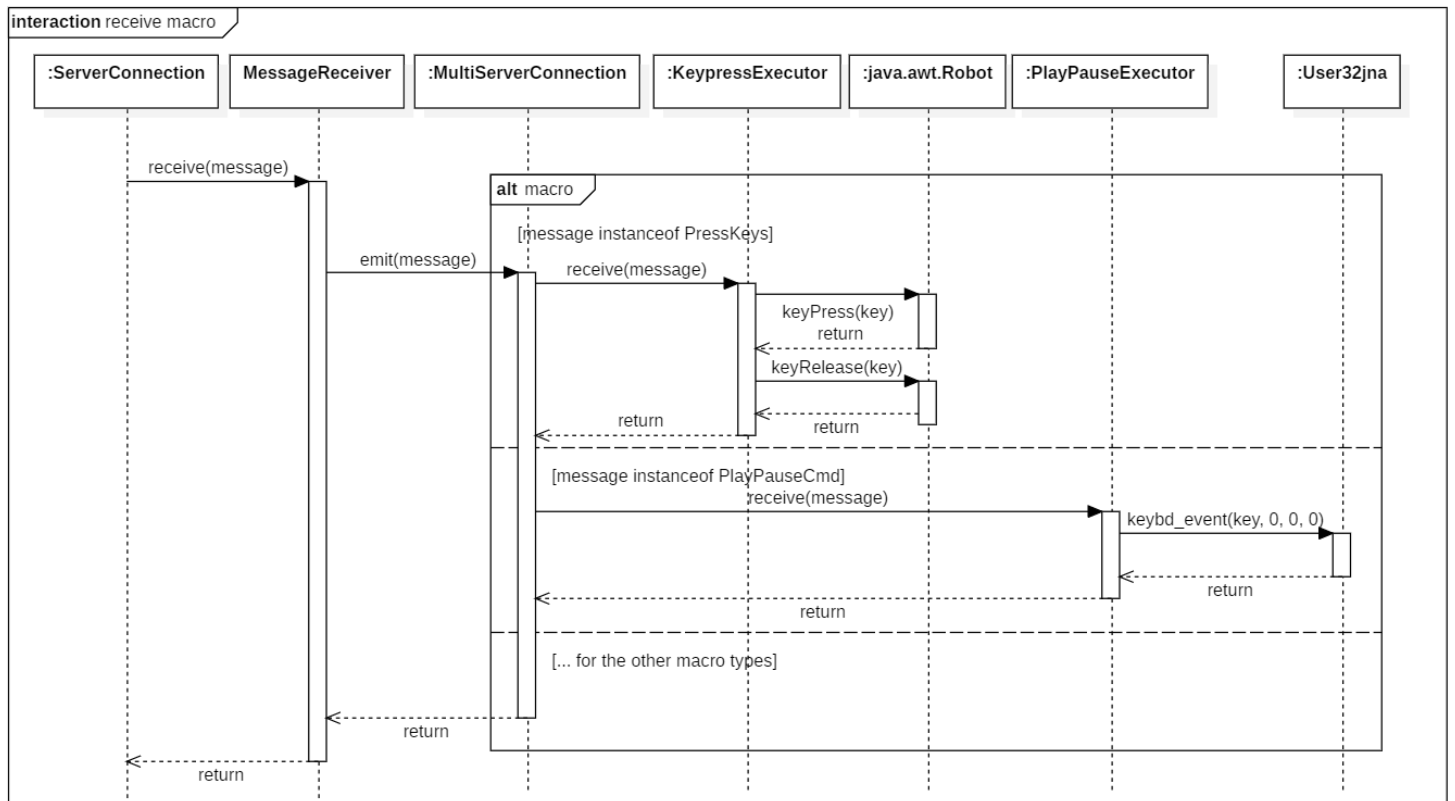 interaction receive macro
:ServerConnection
MessageReceiver
:MultiServerConnection
:KeypressExecutor
:java.awt.Robot
:PlayPauseExecutor
:User32jna
receive(message)
alt macro
[message instanceof PressKeys]
emit(message)
receive(message)
keyPress(key)
return
keyRelease(key)
return
return
[message instanceof PlayPauseCmd]
receive(message)
keybd_event(key, 0, 0, 0)
return
return
[... for the other macro types]
return
return